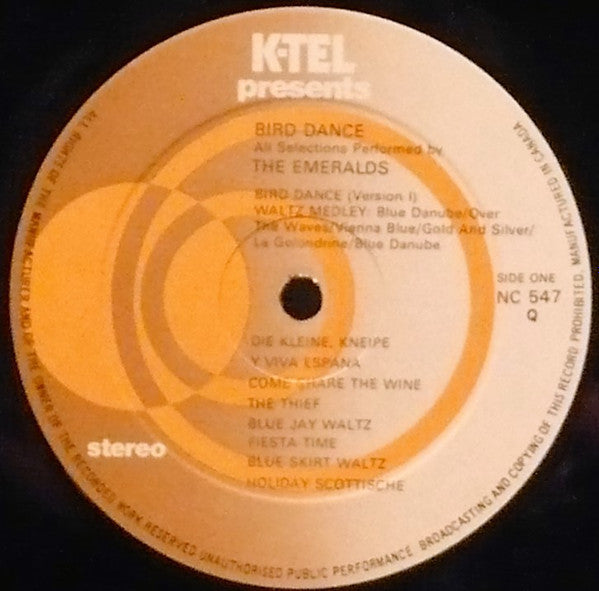 K-TEL
presents
BIRD DANCE
All Selections Performed by
THE EMERALDS
BIRD DANCE (Version I)
WALTZ MEDLEY: Blue Danube/Over
The Waves/Vienna Blue/Gold And Silver/
La Golondrina/Blue Danube
SIDE ONE
NC 547
Q
DIE KLEINE, KNEIPE
Y VIVA ESPANA
COME SHARE THE WINE
THE THIEF
BLUE JAY WALTZ
FIESTA TIME
BLUE SKIRT WALTZ
HOLIDAY SCOTTISCHE
stereo
ALL RIGHTS OF THE MANUFACTURER AND OF THE OWNER OF THE RECORDED WORK RESERVED UNAUTHORISED PUBLIC PERFORMANCE, BROADCASTING AND COPYING OF THIS RECORD PROHIBITED. MANUFACTURED IN CANADA